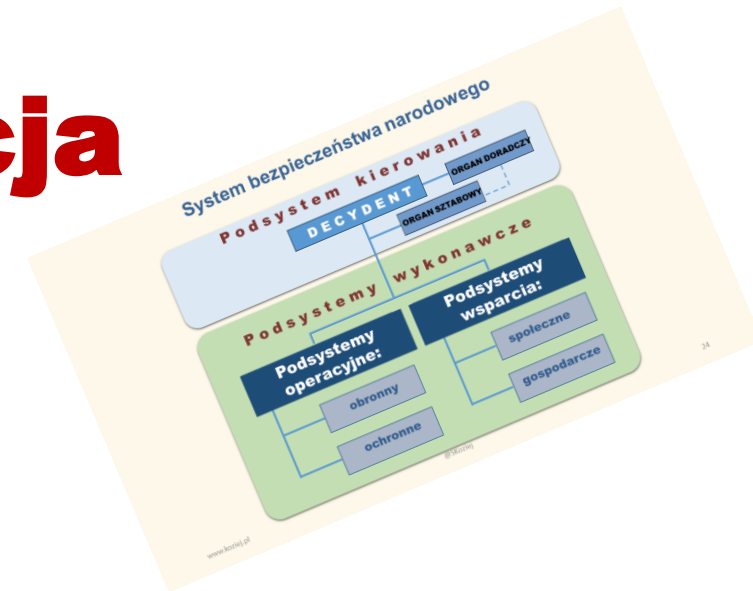 cja
System bezpieczeństwa narodowego
Podsystem kierowania
DECYDENT
ORGAN DORADCZY
ORGAN SZTABOWY
Podsystemy wykonawcze
Podsystemy
operacyjne:
obronny
ochronne
Podsystemy
wsparcia:
społeczne
gospodarcze
www.koziej.pl
@SKoziej
24